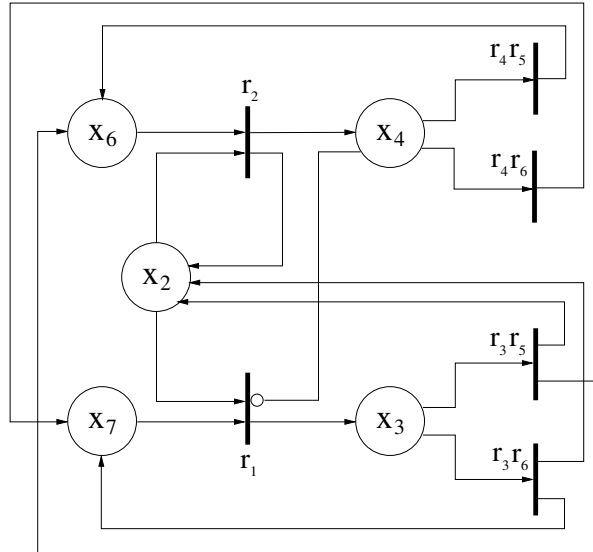 r₄r₅
r₂
x₆
x₄
r₄r₆
x₂
r₃r₅
x₇
x₃
r₁
r₃r₆